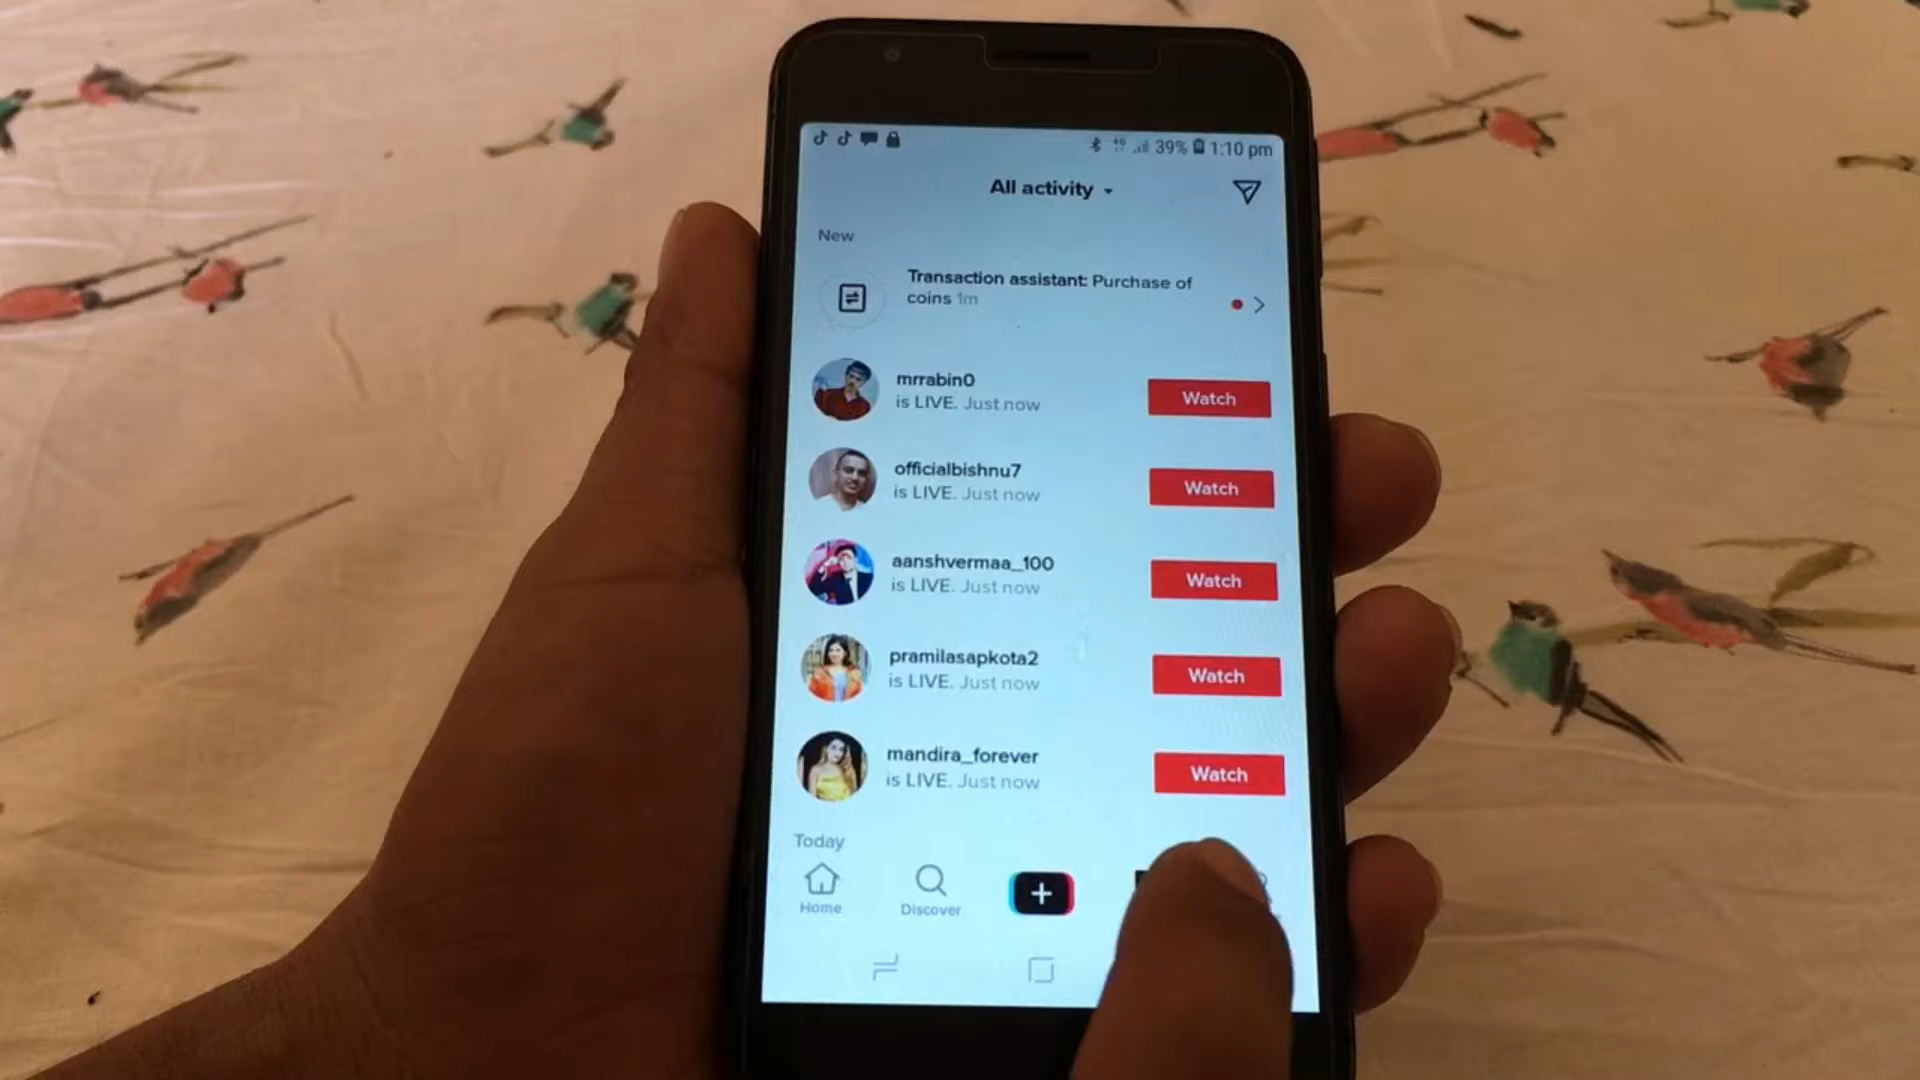 39% 1:10 pm
All activity
New
Transaction assistant: Purchase of
coins 1m
mrrabin0
is LIVE. Just now
Watch
officialbishnu7
is LIVE. Just now
Watch
aanshvermaa_100
is LIVE. Just now
Watch
pramilasapkota2
is LIVE. Just now
Watch
mandira_forever
is LIVE. Just now
Watch
Today
Home
Discover